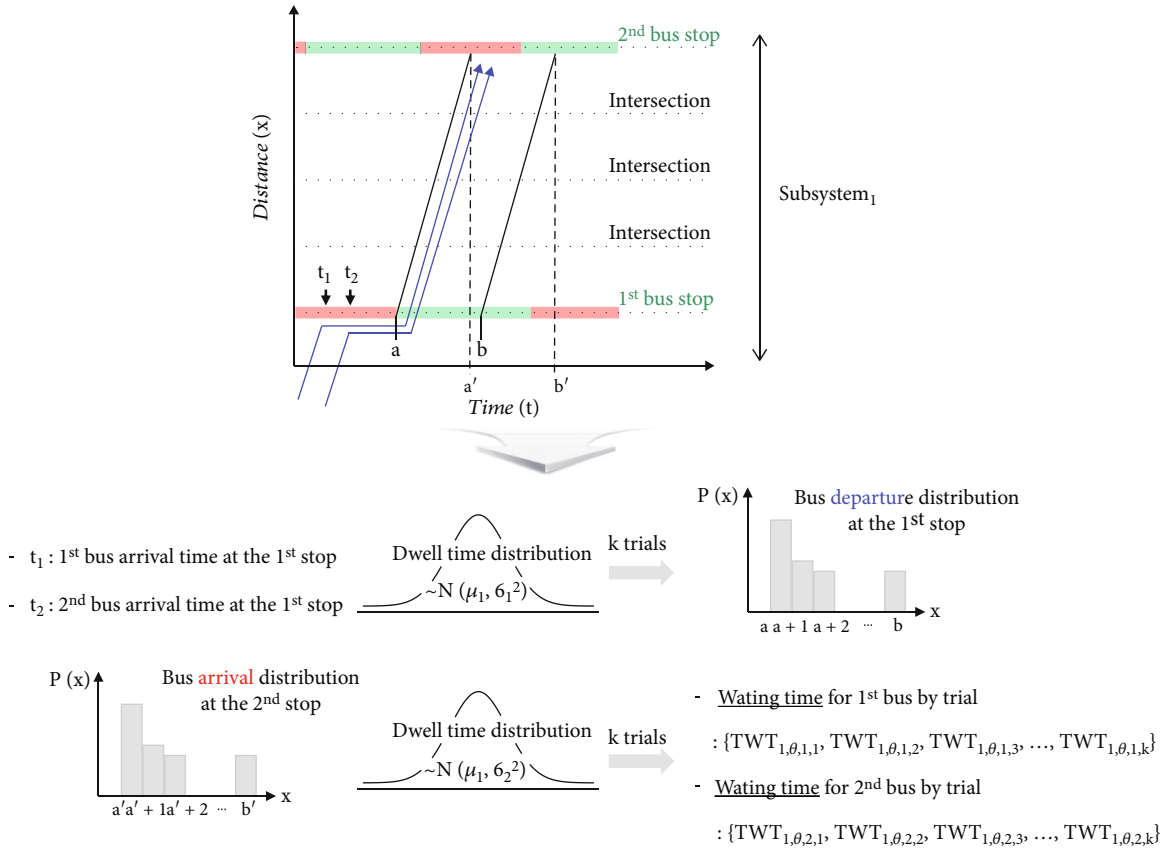 2nd bus stop
Intersection
Intersection
Intersection
Distance (x)
Subsystem1
t1 t2
1st bus stop
a b
a′ b′
Time (t)
P (x)
Bus departure distribution
at the 1st stop
- t1 : 1st bus arrival time at the 1st stop
- t2 : 2nd bus arrival time at the 1st stop
Dwell time distribution
~N (μ1, 61²)
k trials
x
a a + 1 a + 2 ... b
P (x)
Bus arrival distribution
at the 2nd stop
x
a′a′ + 1a′ + 2 ... b′
Dwell time distribution
~N (μ1, 62²)
k trials
- Wating time for 1st bus by trial
: {TWT1,θ,1,1, TWT1,θ,1,2, TWT1,θ,1,3, ..., TWT1,θ,1,k}
- Wating time for 2nd bus by trial
: {TWT1,θ,2,1, TWT1,θ,2,2, TWT1,θ,2,3, ..., TWT1,θ,2,k}